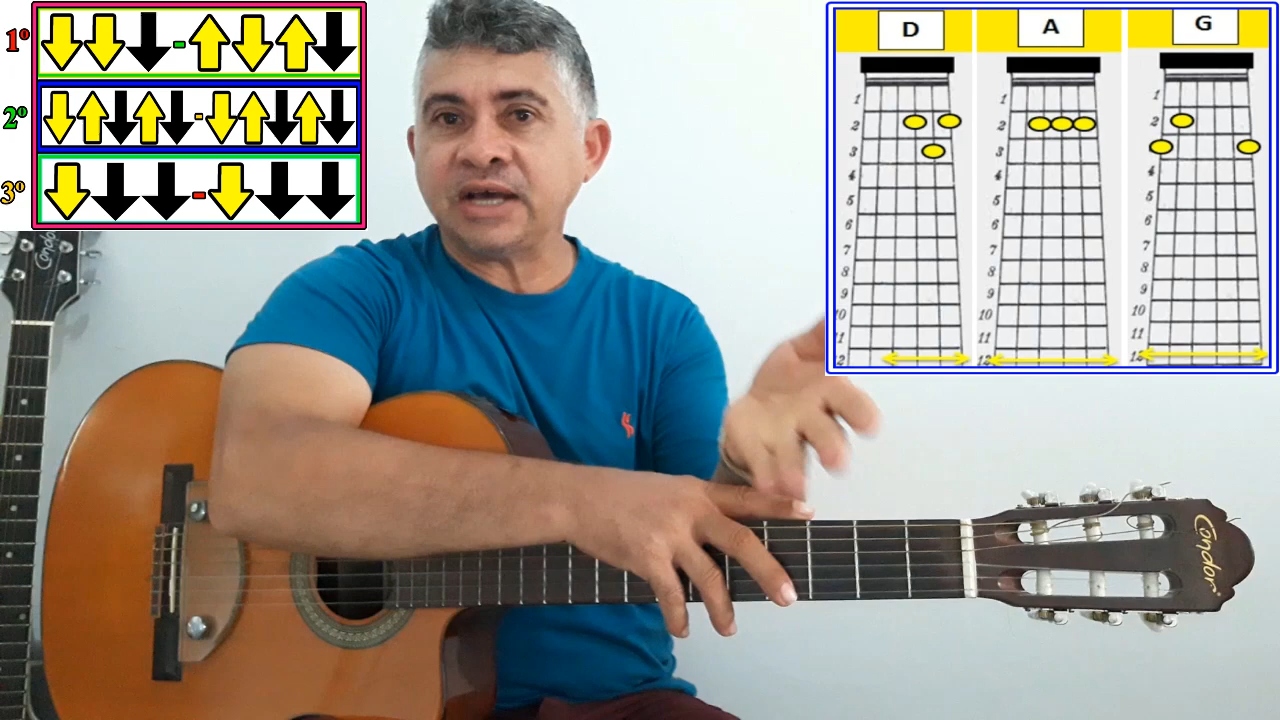 1º
2º
3º
D A G
1 1 1
2 2 2
3 3 3
4 4 4
5 5 5
6 6 6
7 7 7
8 8 8
9 9 9
10 10 10
11 11 11
12 12 12
Condor
Condor